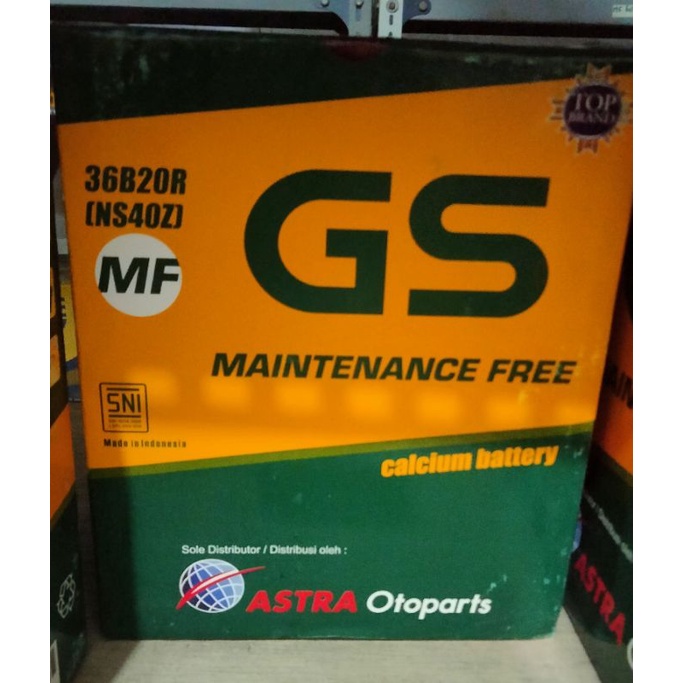 TOP
BRAND
36B20R
(NS40Z)
MF
GS
MAINTENANCE FREE
SNI
Made in Indonesia
calcium battery
Sole Distributor / Distribusi oleh :
ASTRA Otoparts
ASTRA